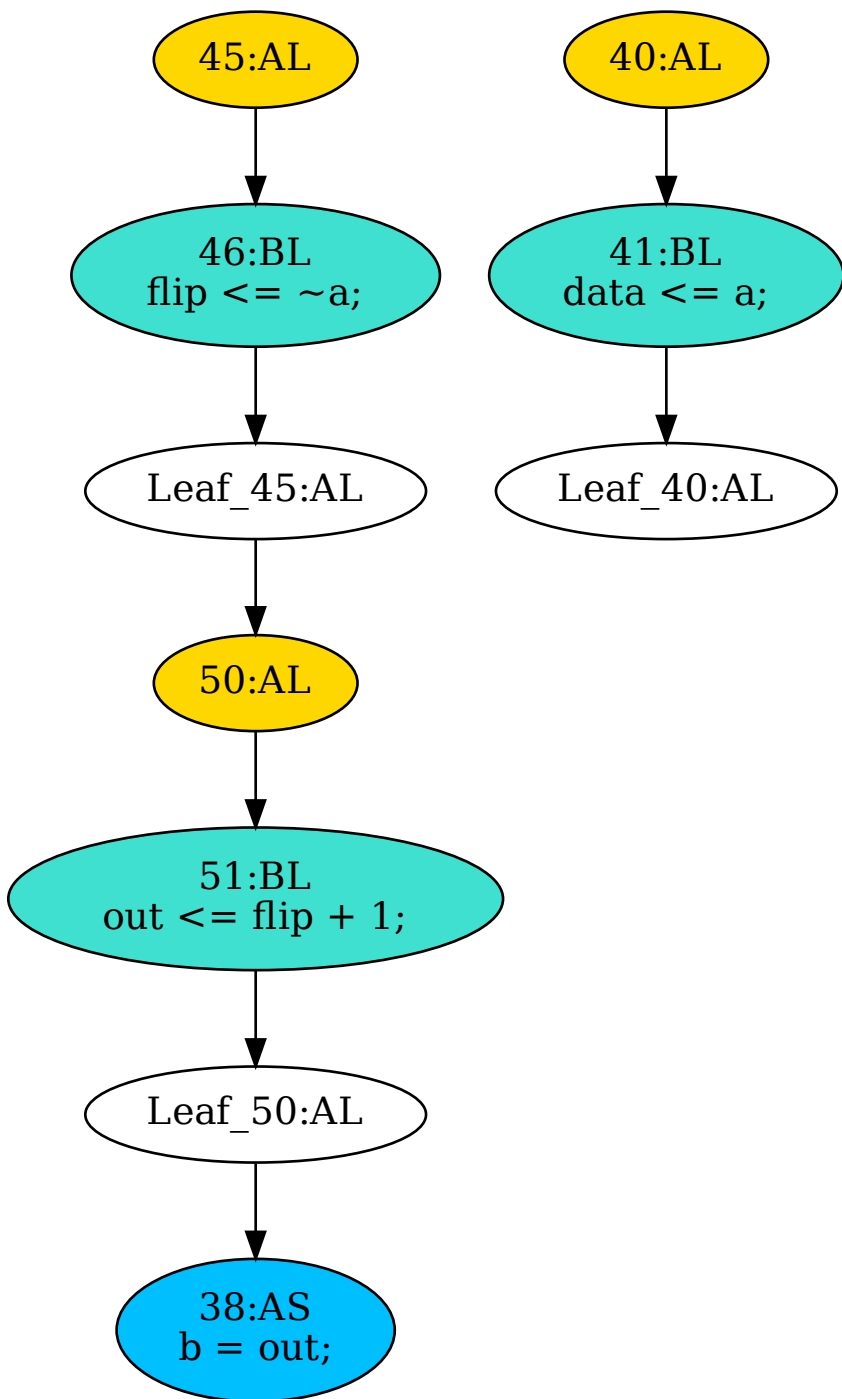 45:AL
40:AL
46:BL
flip <= ~a;
41:BL
data <= a;
Leaf_45:AL
Leaf_40:AL
50:AL
51:BL
out <= flip + 1;
Leaf_50:AL
38:AS
b = out;